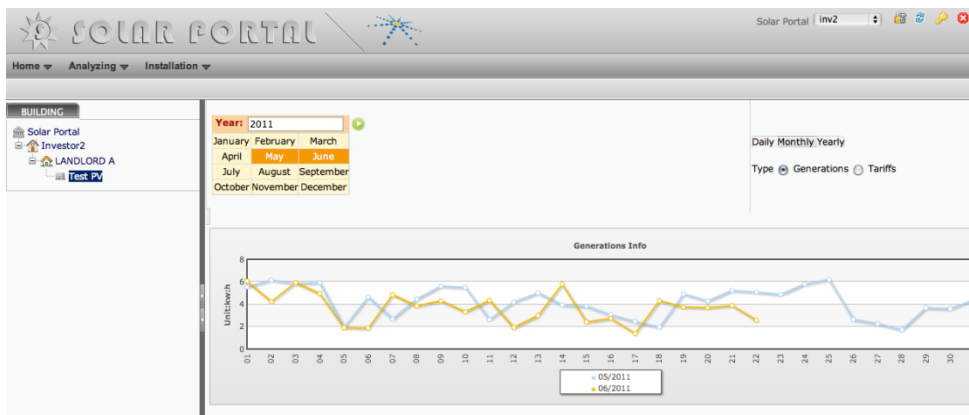 SOLAR PORTAL
Solar Portal inv2
Home Analyzing Installation
BUILDING
Solar Portal
Investor2
LANDLORD A
Test PV
Year: 2011
January February March
April May June
July August September
October November December
Daily Monthly Yearly
Type Generations Tariffs
Generations Info
Unit:kw:h
8
6
4
2
0
01 02 03 04 05 06 07 08 09 10 11 12 13 14 15 16 17 18 19 20 21 22 23 24 25 26 27 28 29 30
05/2011
06/2011